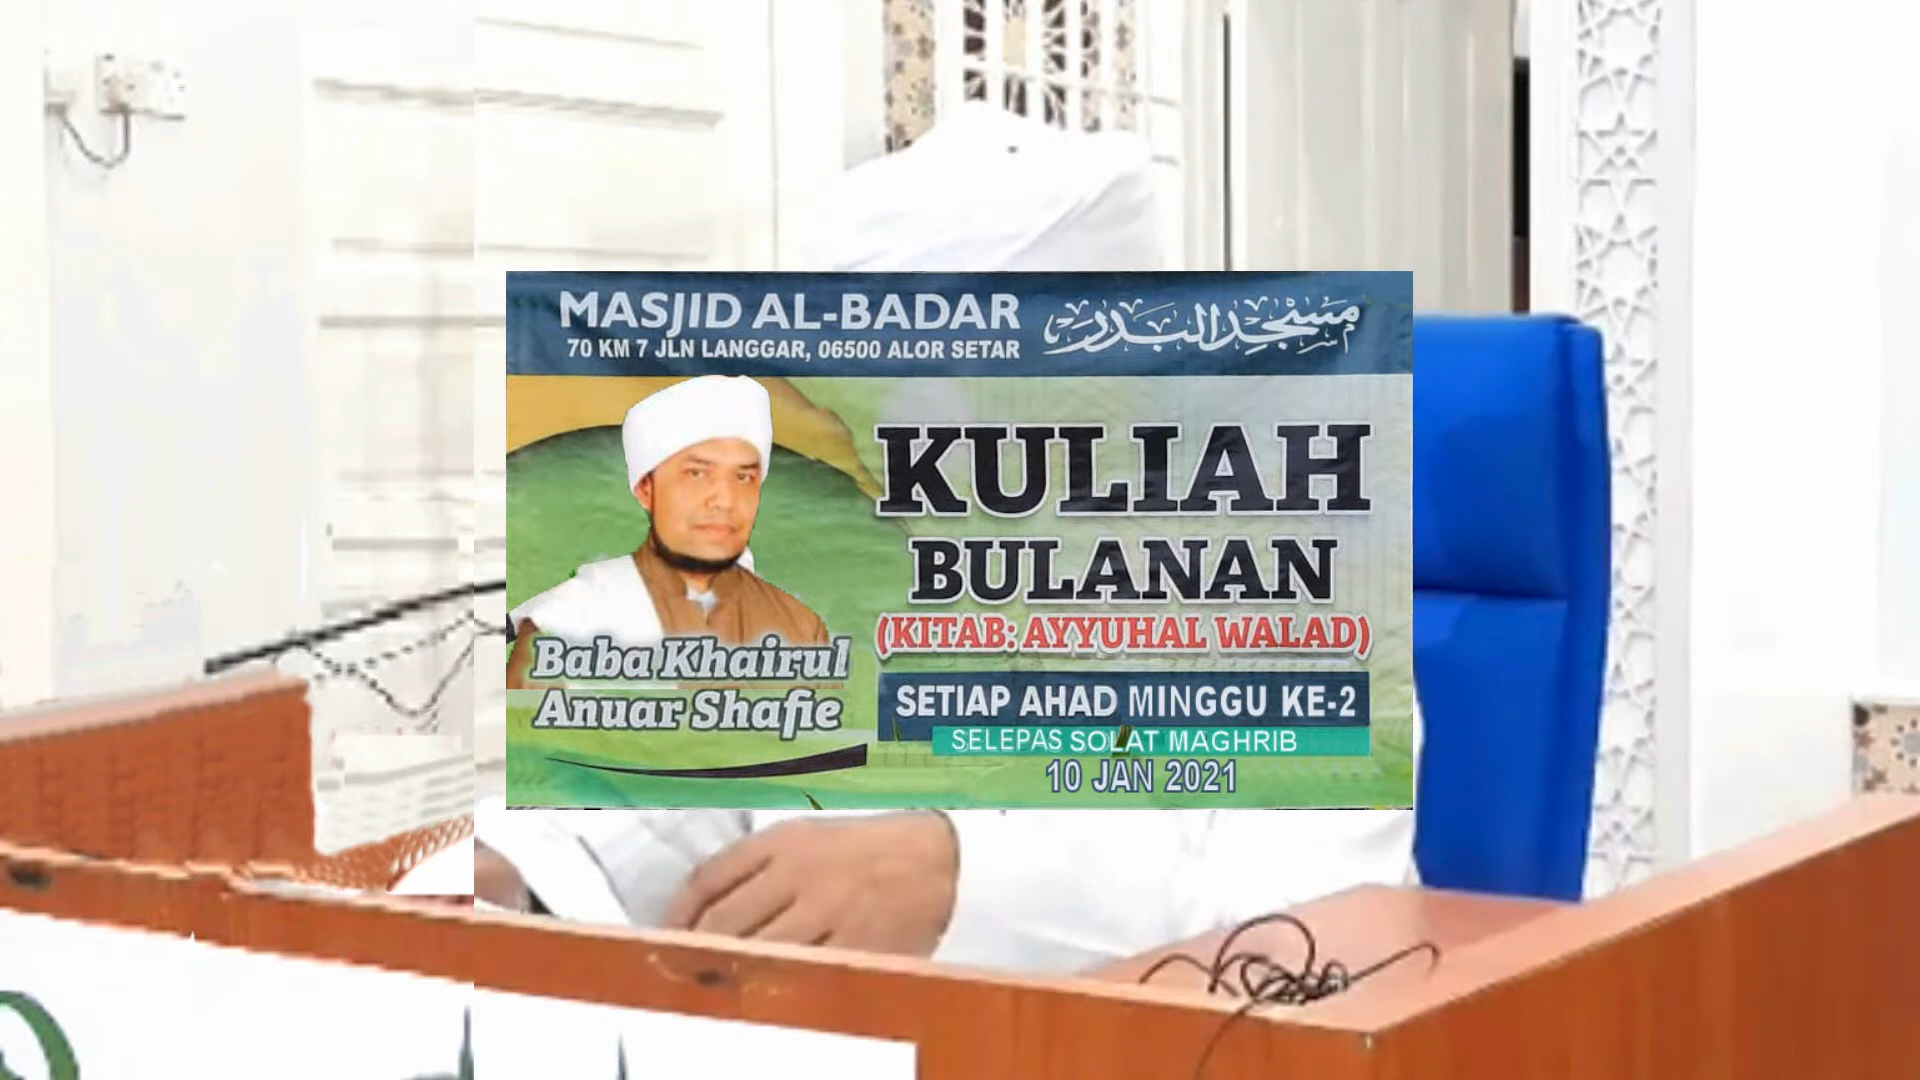 MASJID AL-BADAR
مسجد البدر
70 KM 7 JLN LANGGAR, 06500 ALOR SETAR
KULIAH
BULANAN
(KITAB: AYYUHAL WALAD)
Baba Khairul
Anuar Shafie
SETIAP AHAD MINGGU KE-2
SELEPAS SOLAT MAGHRIB
10 JAN 2021